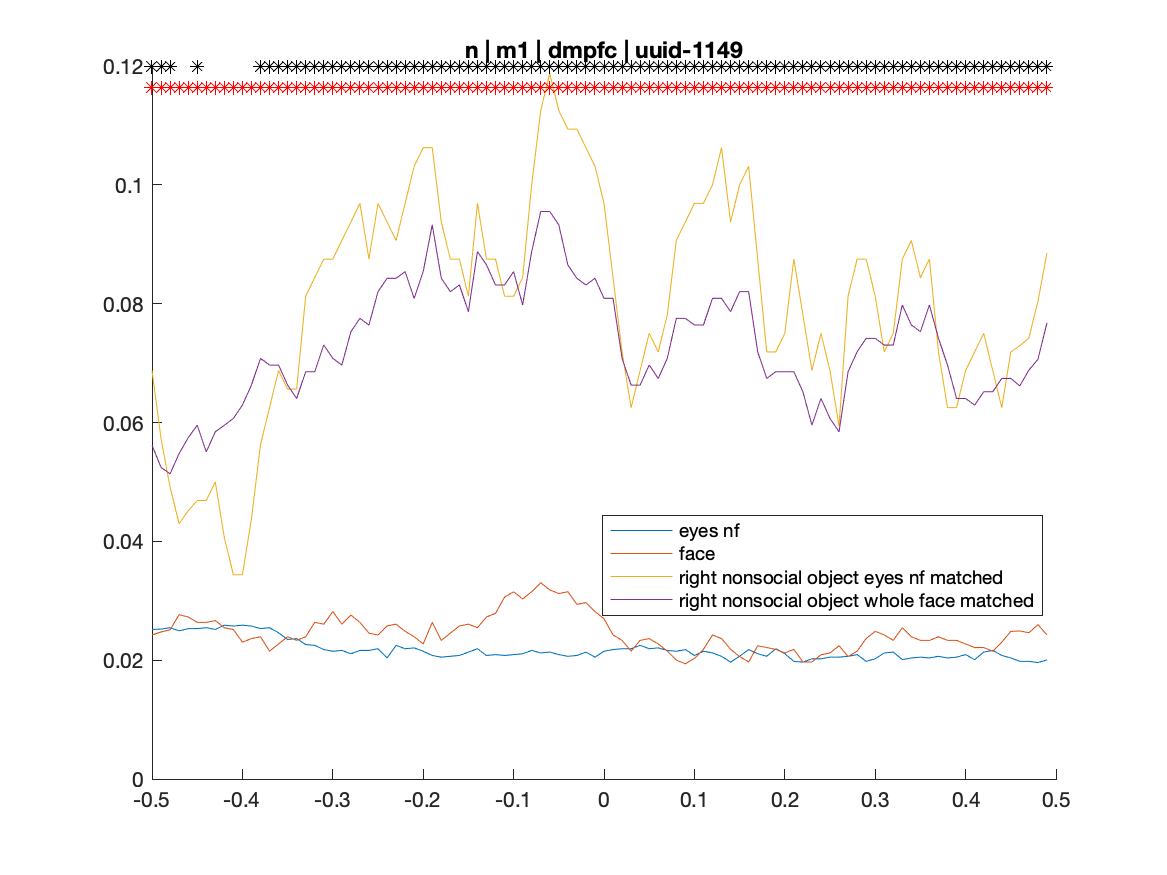 n | m1 | dmpfc | uuid-1149
0.12
0.1
0.08
0.06
0.04
0.02
0
eyes nf
face
right nonsocial object eyes nf matched
right nonsocial object whole face matched
-0.5 -0.4 -0.3 -0.2 -0.1 0 0.1 0.2 0.3 0.4 0.5